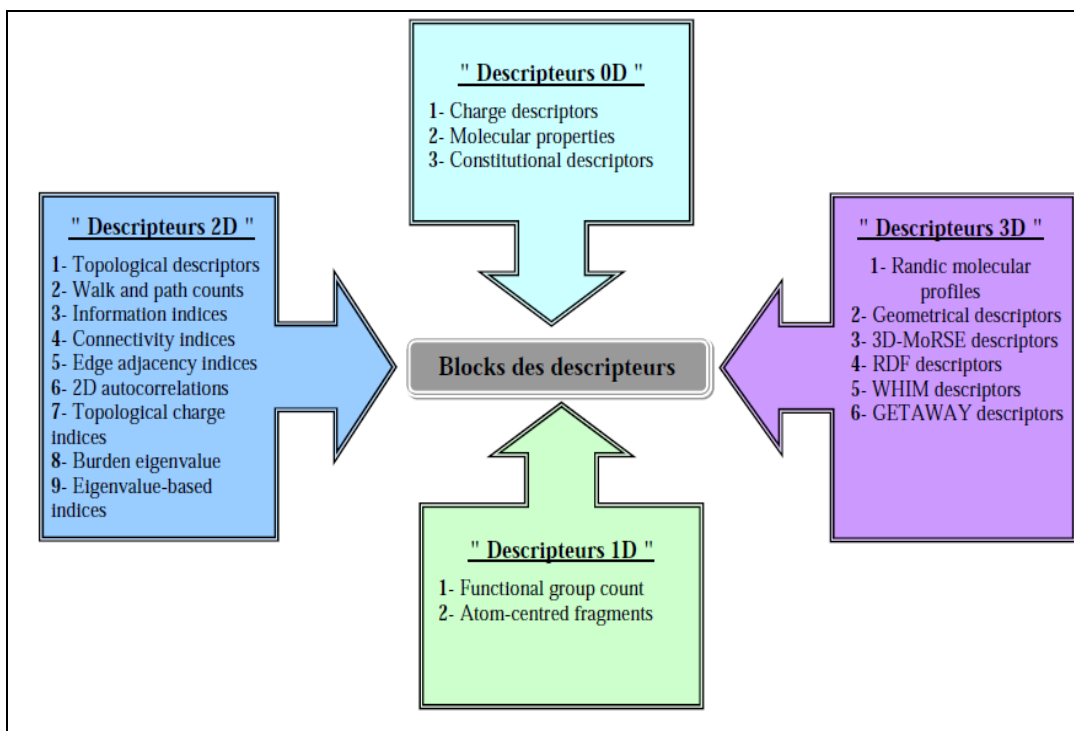 " Descripteurs 0D "
1- Charge descriptors
2- Molecular properties
3- Constitutional descriptors
" Descripteurs 2D "
1- Topological descriptors
2- Walk and path counts
3- Information indices
4- Connectivity indices
5- Edge adjacency indices
6- 2D autocorrelations
7- Topological charge
indices
8- Burden eigenvalue
9- Eigenvalue-based
indices
Blocks des descripteurs
" Descripteurs 3D "
1- Randic molecular
profiles
2- Geometrical descriptors
3- 3D-MoRSE descriptors
4- RDF descriptors
5- WHIM descriptors
6- GETAWAY descriptors
" Descripteurs 1D "
1- Functional group count
2- Atom-centred fragments